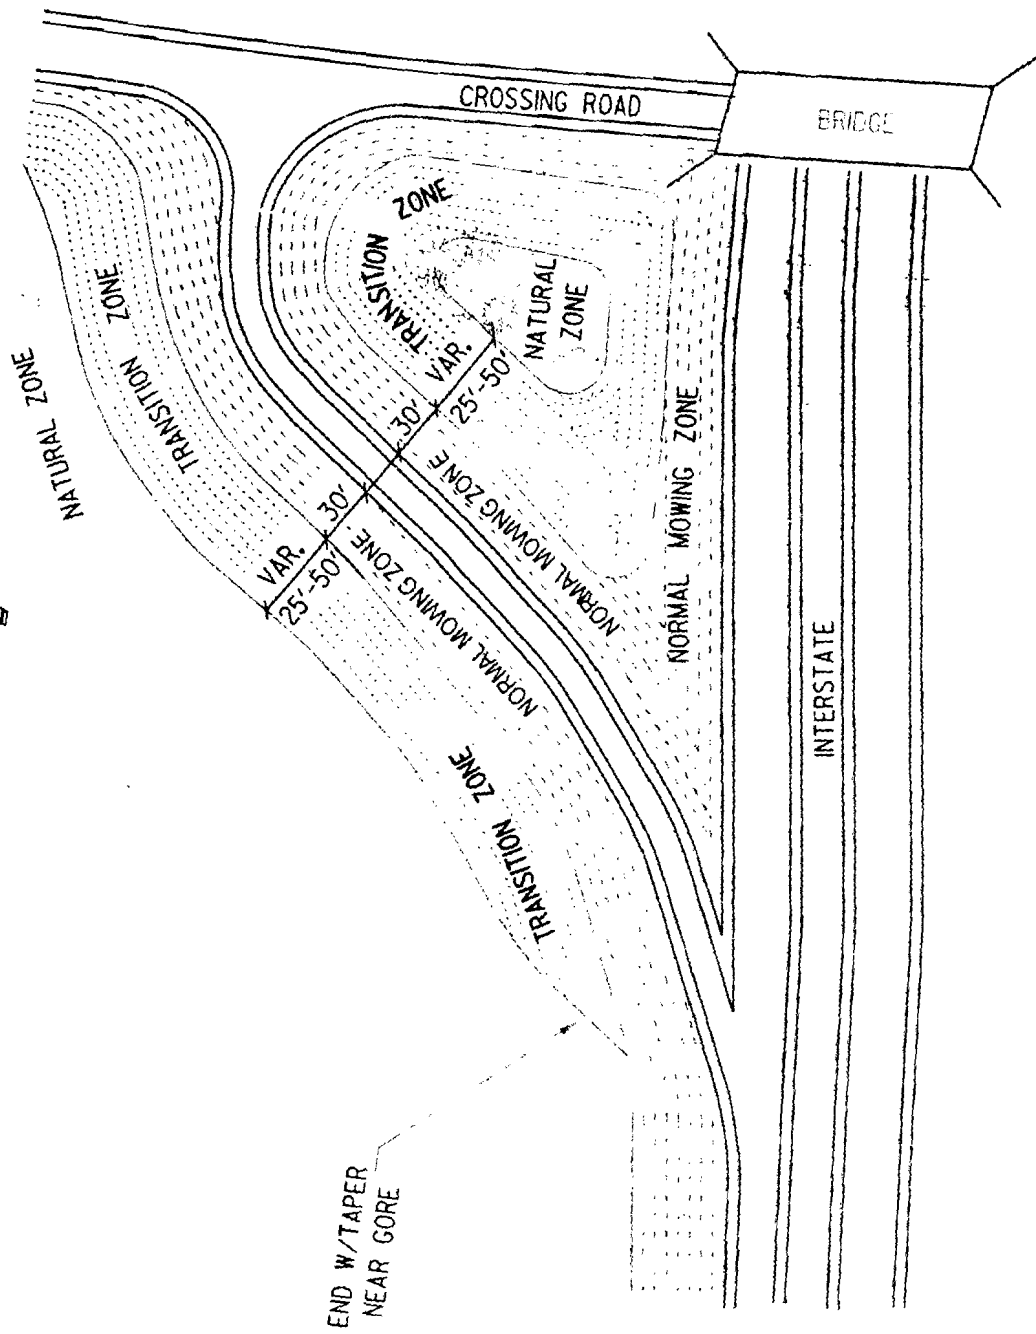 CROSSING ROAD
BRIDGE
ZONE
TRANSITION
NATURAL
ZONE
VAR.
25'-50'
30'
30'
VAR.
25'-50'
NATURAL ZONE
TRANSITION ZONE
NORMAL MOWING ZONE
NORMAL MOWING ZONE
NORMAL MOWING ZONE
TRANSITION ZONE
INTERSTATE
END W/TAPER
NEAR GORE